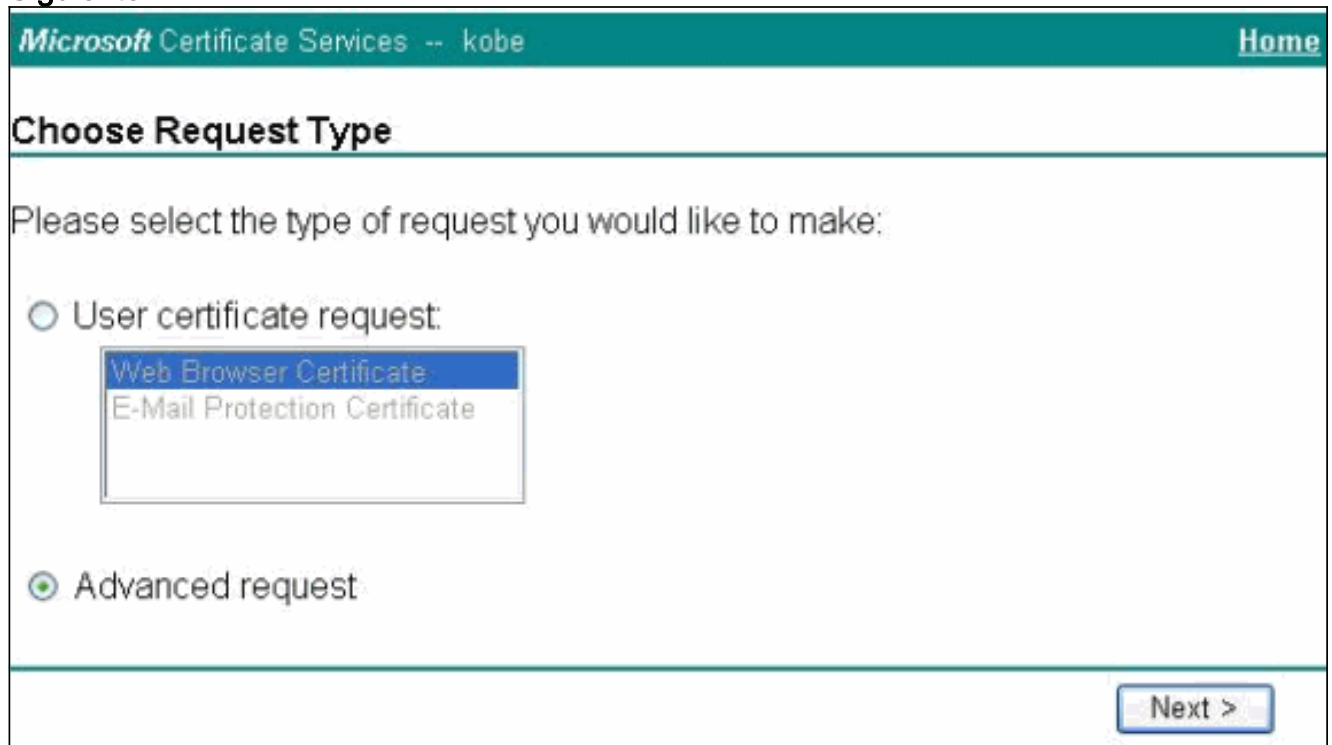 Microsoft Certificate Services -- kobe Home
Choose Request Type
Please select the type of request you would like to make:
User certificate request:
Web Browser Certificate
E-Mail Protection Certificate
Advanced request
Next >